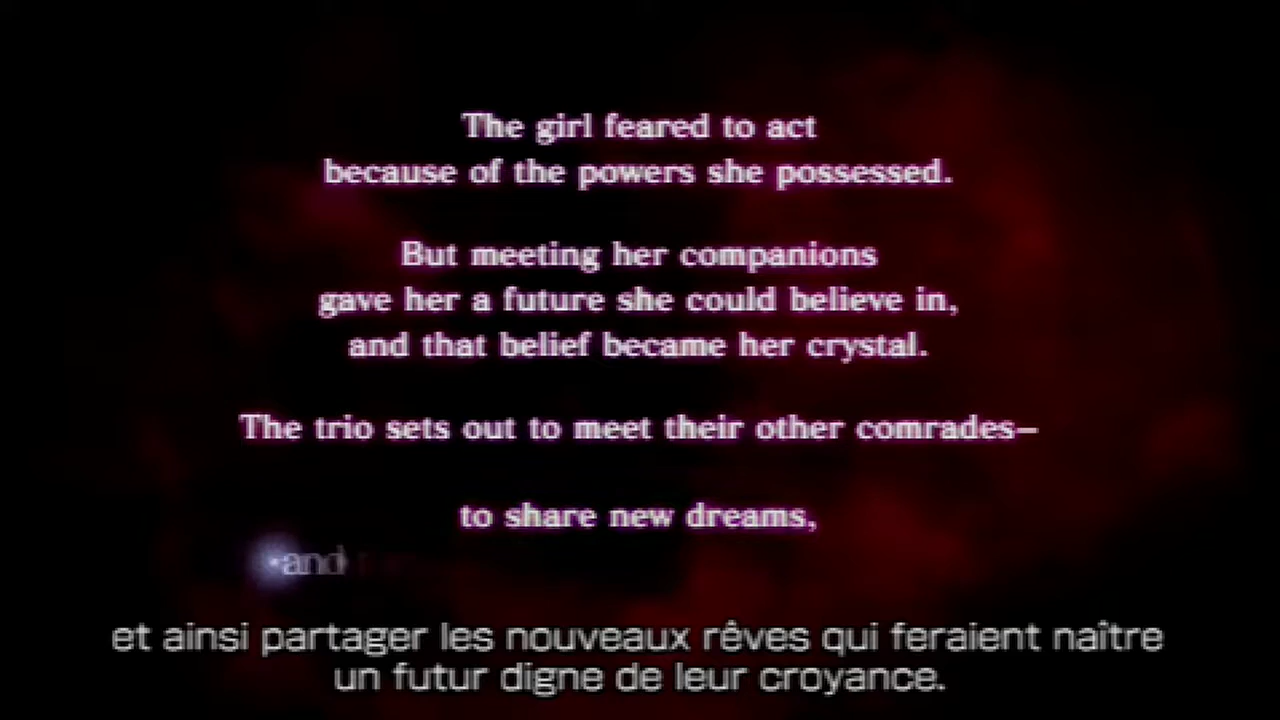 The girl feared to act
because of the powers she possessed.
But meeting her companions
gave her a future she could believe in,
and that belief became her crystal.
The trio sets out to meet their other comrades–
to share new dreams,
and
et ainsi partager les nouveaux rêves qui feraient naître
un futur digne de leur croyance.